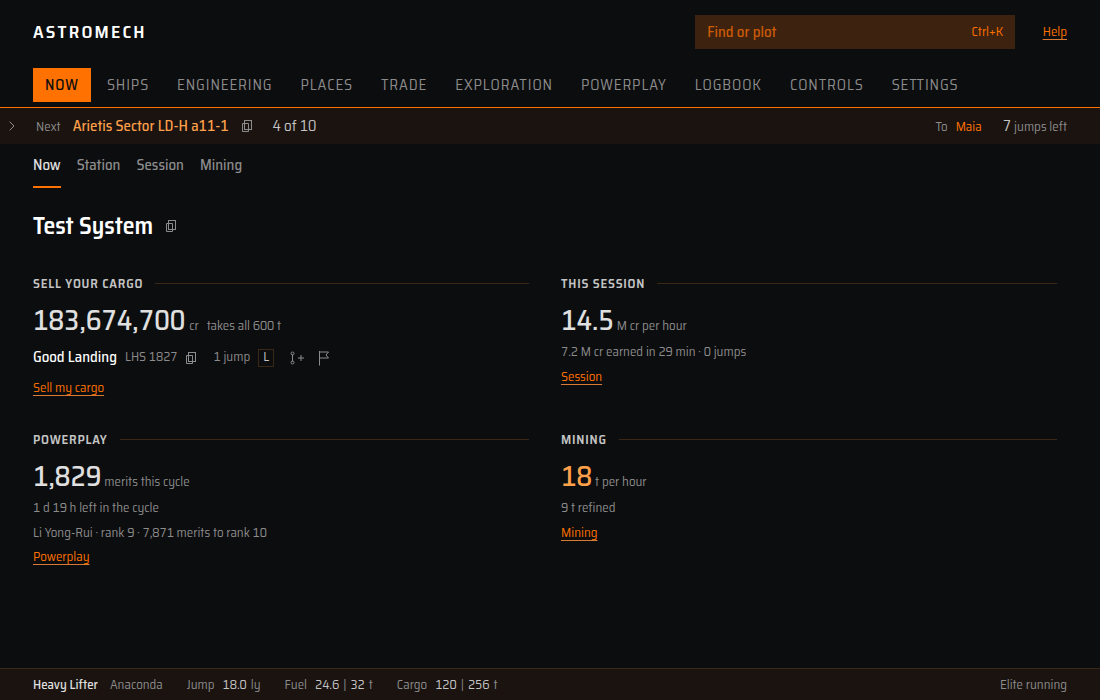 ASTROMECH
Find or plot Ctrl+K
Help
NOW SHIPS ENGINEERING PLACES TRADE EXPLORATION POWERPLAY LOGBOOK CONTROLS SETTINGS
Next Arietis Sector LD-H a11-1 4 of 10 To Maia 7 jumps left
Now Station Session Mining
Test System
SELL YOUR CARGO
183,674,700 cr takes all 600 t
Good Landing LHS 1827 1 jump L
Sell my cargo
THIS SESSION
14.5 M cr per hour
7.2 M cr earned in 29 min · 0 jumps
Session
POWERPLAY
1,829 merits this cycle
1 d 19 h left in the cycle
Li Yong-Rui · rank 9 · 7,871 merits to rank 10
Powerplay
MINING
18 t per hour
9 t refined
Mining
Heavy Lifter Anaconda Jump 18.0 ly Fuel 24.6 | 32 t Cargo 120 | 256 t Elite running